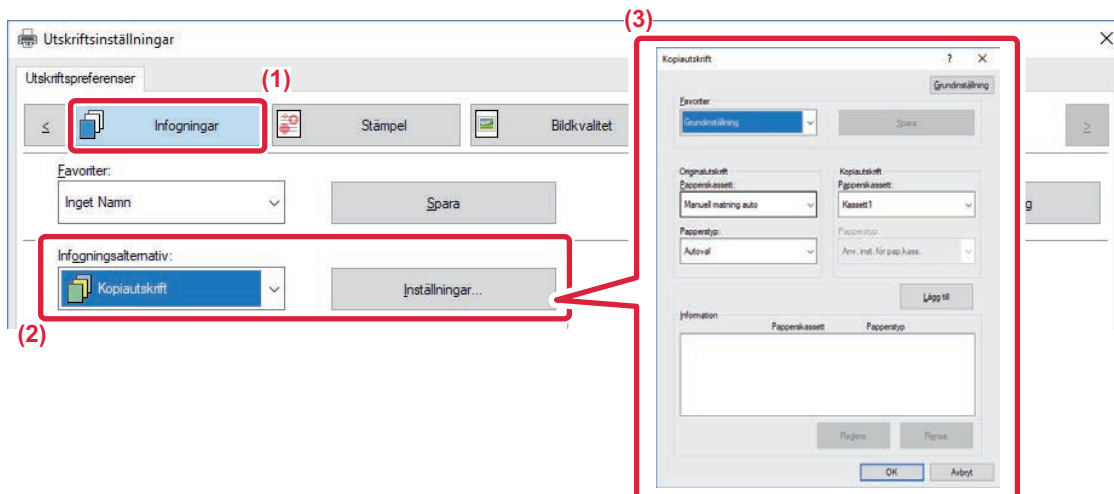 (3)
Utskriftsinställningar
Utskriftspreferenser
(1)
<
Infogningar
Stämpel
Bildkvalitet
>
Favoriter:
Inget Namn
Spara
g
Infogningsalternativ:
Kopiautskrift
Inställningar...
(2)
Kopiautskrift
?
X
Grundinställning
Favoriter
Grundinställning
Spara
Originalutskrift
Kopiautskrift
Papperskassett:
Papperskassett:
Manuell matning auto
Kassett1
Papperstyp:
Papperstyp:
Autoval
Anv. inst. för pap.kass.
Lägg till
Information
Papperskassett
Papperstyp
Radera
Rensa
OK
Avbryt